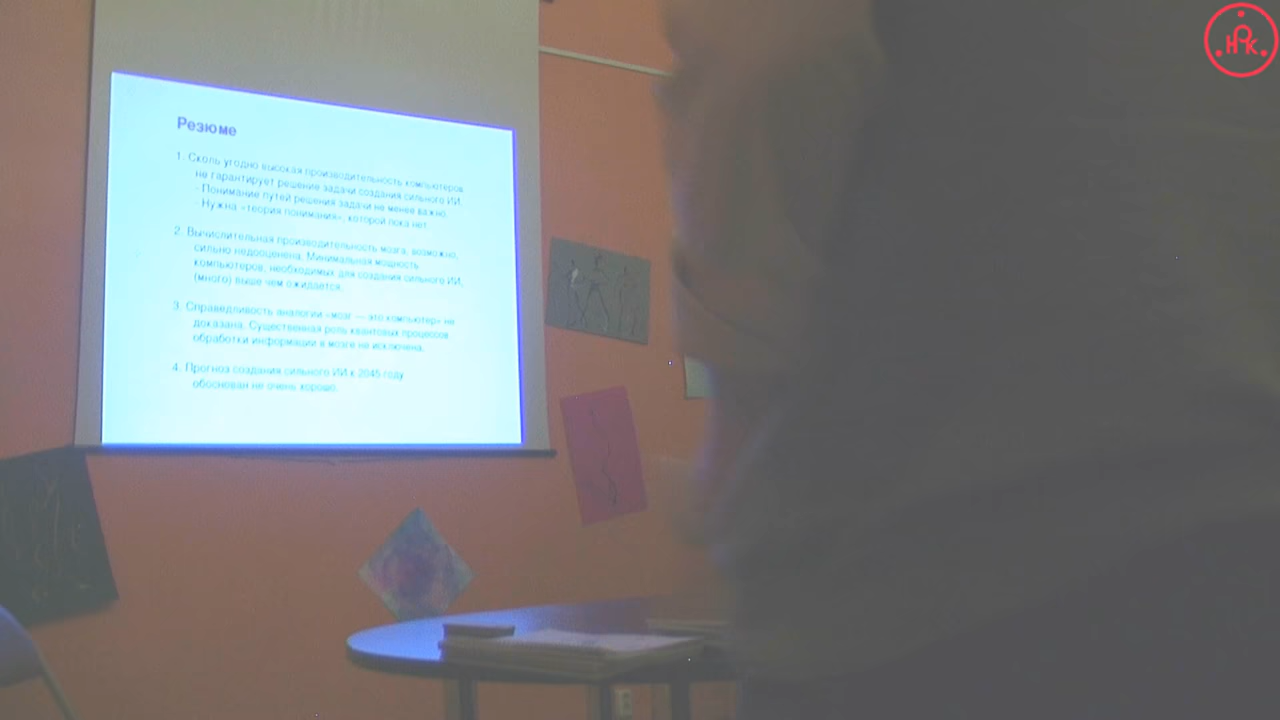 Резюме
1. Сколь угодно высокая производительность компьютеров
не гарантирует решение задачи создания сильного ИИ.
- Понимание путей решения задачи не менее важно.
- Нужна «теория понимания», которой пока нет.
2. Вычислительная производительность мозга, возможно,
сильно недооценена. Минимальная мощность
компьютеров, необходимых для создания сильного ИИ,
(много) выше чем ожидается.
3. Справедливость аналогии «мозг — это компьютер» не
доказана. Существенная роль квантовых процессов
обработки информации в мозге не исключена.
4. Прогноз создания сильного ИИ к 2045 году
обоснован не очень хорошо.